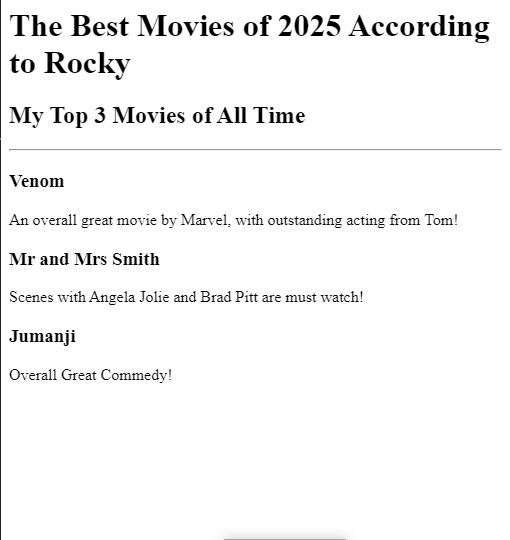 The Best Movies of 2025 According
to Rocky
My Top 3 Movies of All Time
Venom
An overall great movie by Marvel, with outstanding acting from Tom!
Mr and Mrs Smith
Scenes with Angela Jolie and Brad Pitt are must watch!
Jumanji
Overall Great Commedy!